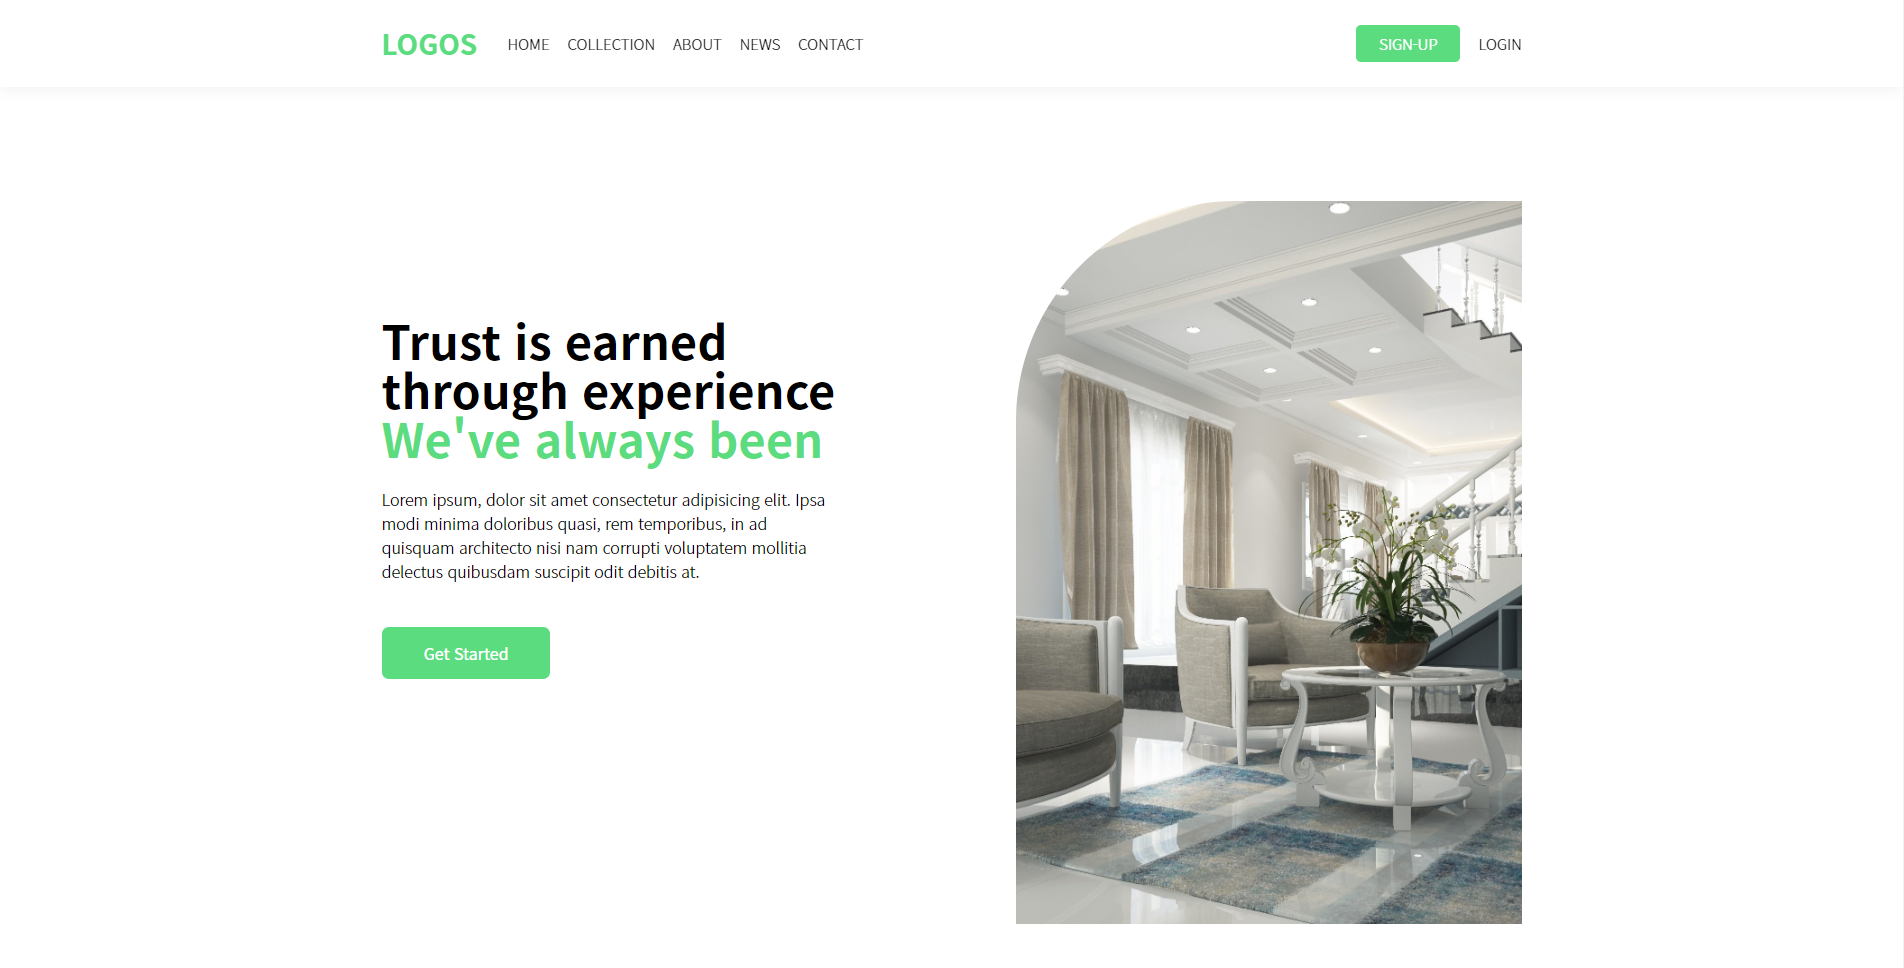 LOGOS HOME COLLECTION ABOUT NEWS CONTACT SIGN-UP LOGIN
Trust is earned
through experience
We've always been
Lorem ipsum, dolor sit amet consectetur adipisicing elit. Ipsa
modi minima doloribus quasi, rem temporibus, in ad
quisquam architecto nisi nam corrupti voluptatem mollitia
delectus quibusdam suscipit odit debitis at.
Get Started